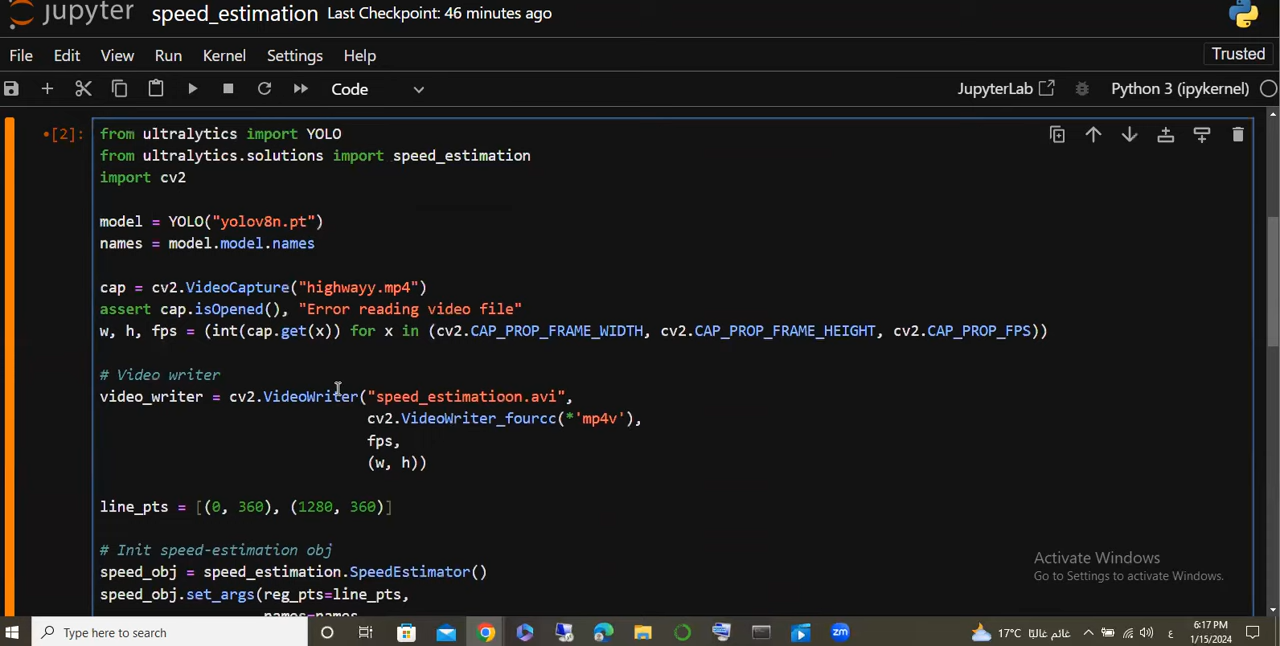 jupyter speed_estimation Last Checkpoint: 46 minutes ago
File Edit View Run Kernel Settings Help Trusted
Code JupyterLab Python 3 (ipykernel)
[2]:
from ultralytics import YOLO
from ultralytics.solutions import speed_estimation
import cv2
model = YOLO("yolov8n.pt")
names = model.model.names
cap = cv2.VideoCapture("highwayy.mp4")
assert cap.isOpened(), "Error reading video file"
w, h, fps = (int(cap.get(x)) for x in (cv2.CAP_PROP_FRAME_WIDTH, cv2.CAP_PROP_FRAME_HEIGHT, cv2.CAP_PROP_FPS))
# Video writer
video_writer = cv2.VideoWriter("speed_estimatioon.avi",
cv2.VideoWriter_fourcc(*'mp4v'),
fps,
(w, h))
line_pts = [(0, 360), (1280, 360)]
# Init speed-estimation obj
speed_obj = speed_estimation.SpeedEstimator()
speed_obj.set_args(reg_pts=line_pts,
names=names
Activate Windows
Go to Settings to activate Windows.
Type here to search
zm
17°C غائم غالبًا
ع
6:17 PM
1/15/2024